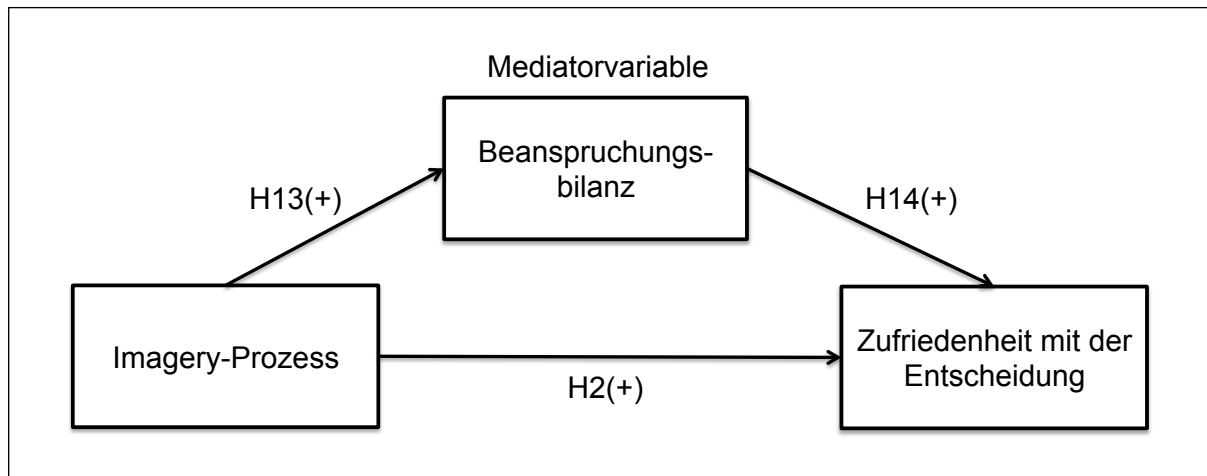 Mediatorvariable
Beanspruchungs-
bilanz
H13(+)
H14(+)
Imagery-Prozess
H2(+)
Zufriedenheit mit der
Entscheidung